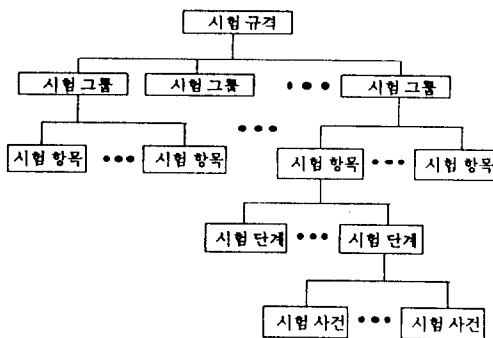 시험 규격
시험 그룹 시험 그룹 ••• 시험 그룹
•••
시험 항목 ••• 시험 항목 시험 항목 ••• 시험 항목
시험 단계 ••• 시험 단계
시험 사건 ••• 시험 사건